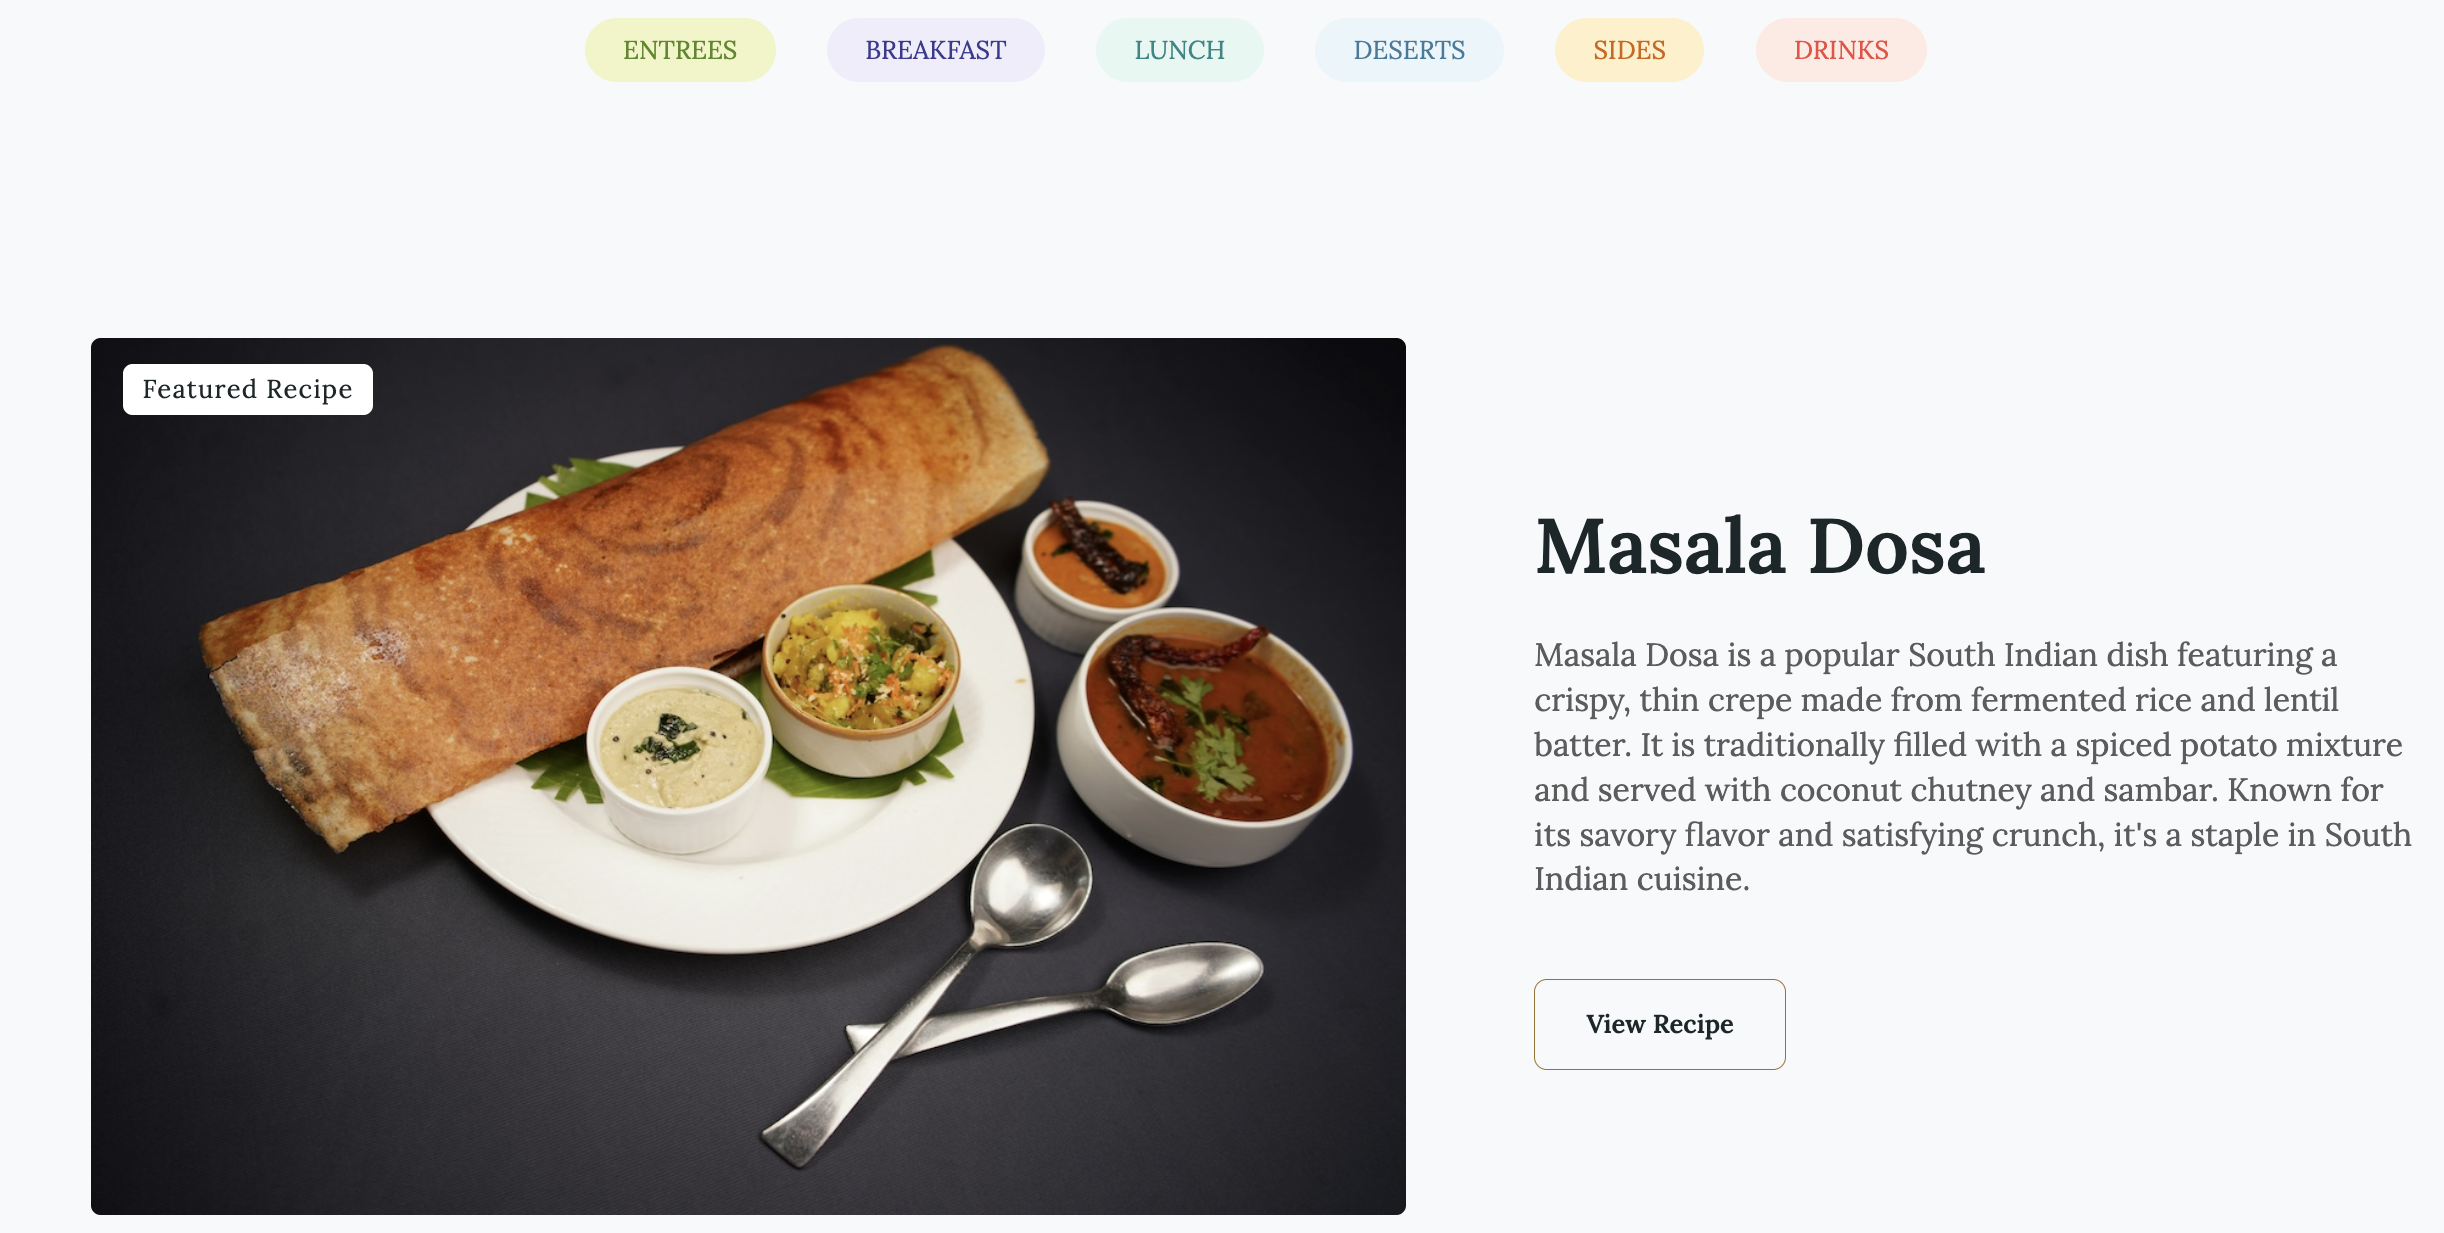 ENTREES BREAKFAST LUNCH DESERTS SIDES DRINKS
Featured Recipe
Masala Dosa
Masala Dosa is a popular South Indian dish featuring a
crispy, thin crepe made from fermented rice and lentil
batter. It is traditionally filled with a spiced potato mixture
and served with coconut chutney and sambar. Known for
its savory flavor and satisfying crunch, it's a staple in South
Indian cuisine.
View Recipe